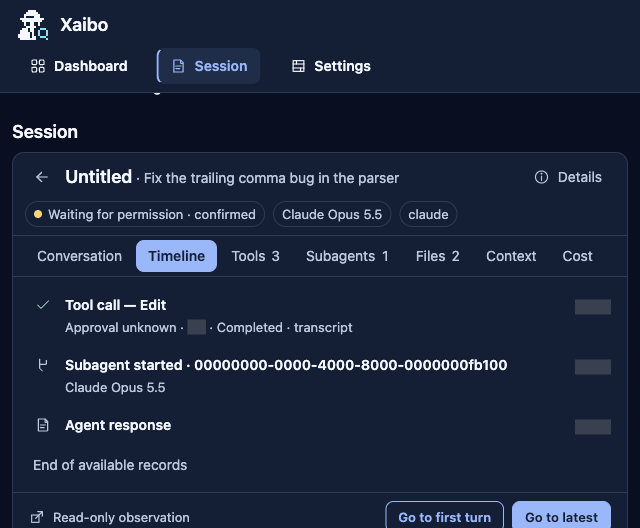 Xaibo
Dashboard Session Settings
Session
Untitled · Fix the trailing comma bug in the parser Details
Waiting for permission · confirmed Claude Opus 5.5 claude
Conversation Timeline Tools 3 Subagents 1 Files 2 Context Cost
Tool call — Edit
Approval unknown · · Completed · transcript
Subagent started · 00000000-0000-4000-8000-0000000fb100
Claude Opus 5.5
Agent response
End of available records
Read-only observation Go to first turn Go to latest